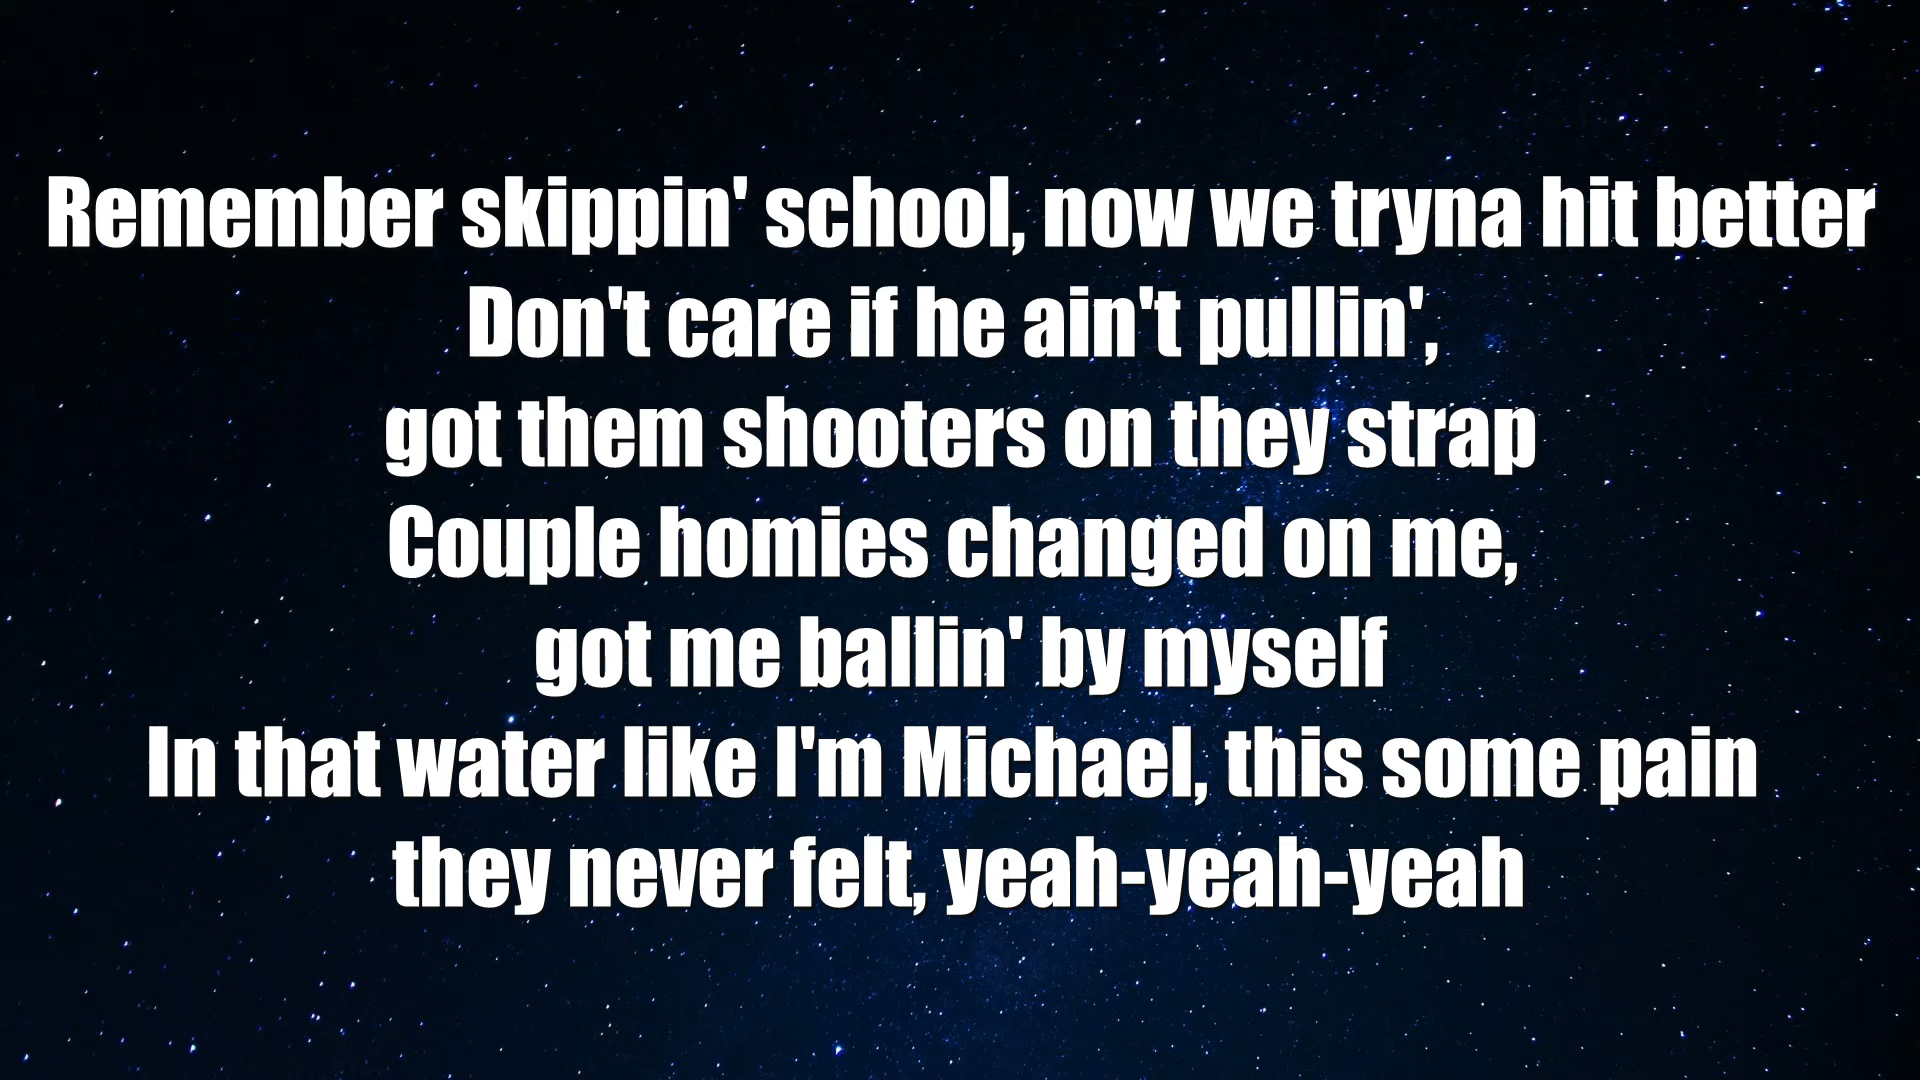 Remember skippin' school, now we tryna hit better
Don't care if he ain't pullin',
got them shooters on they strap
Couple homies changed on me,
got me ballin' by myself
In that water like I'm Michael, this some pain
they never felt, yeah-yeah-yeah